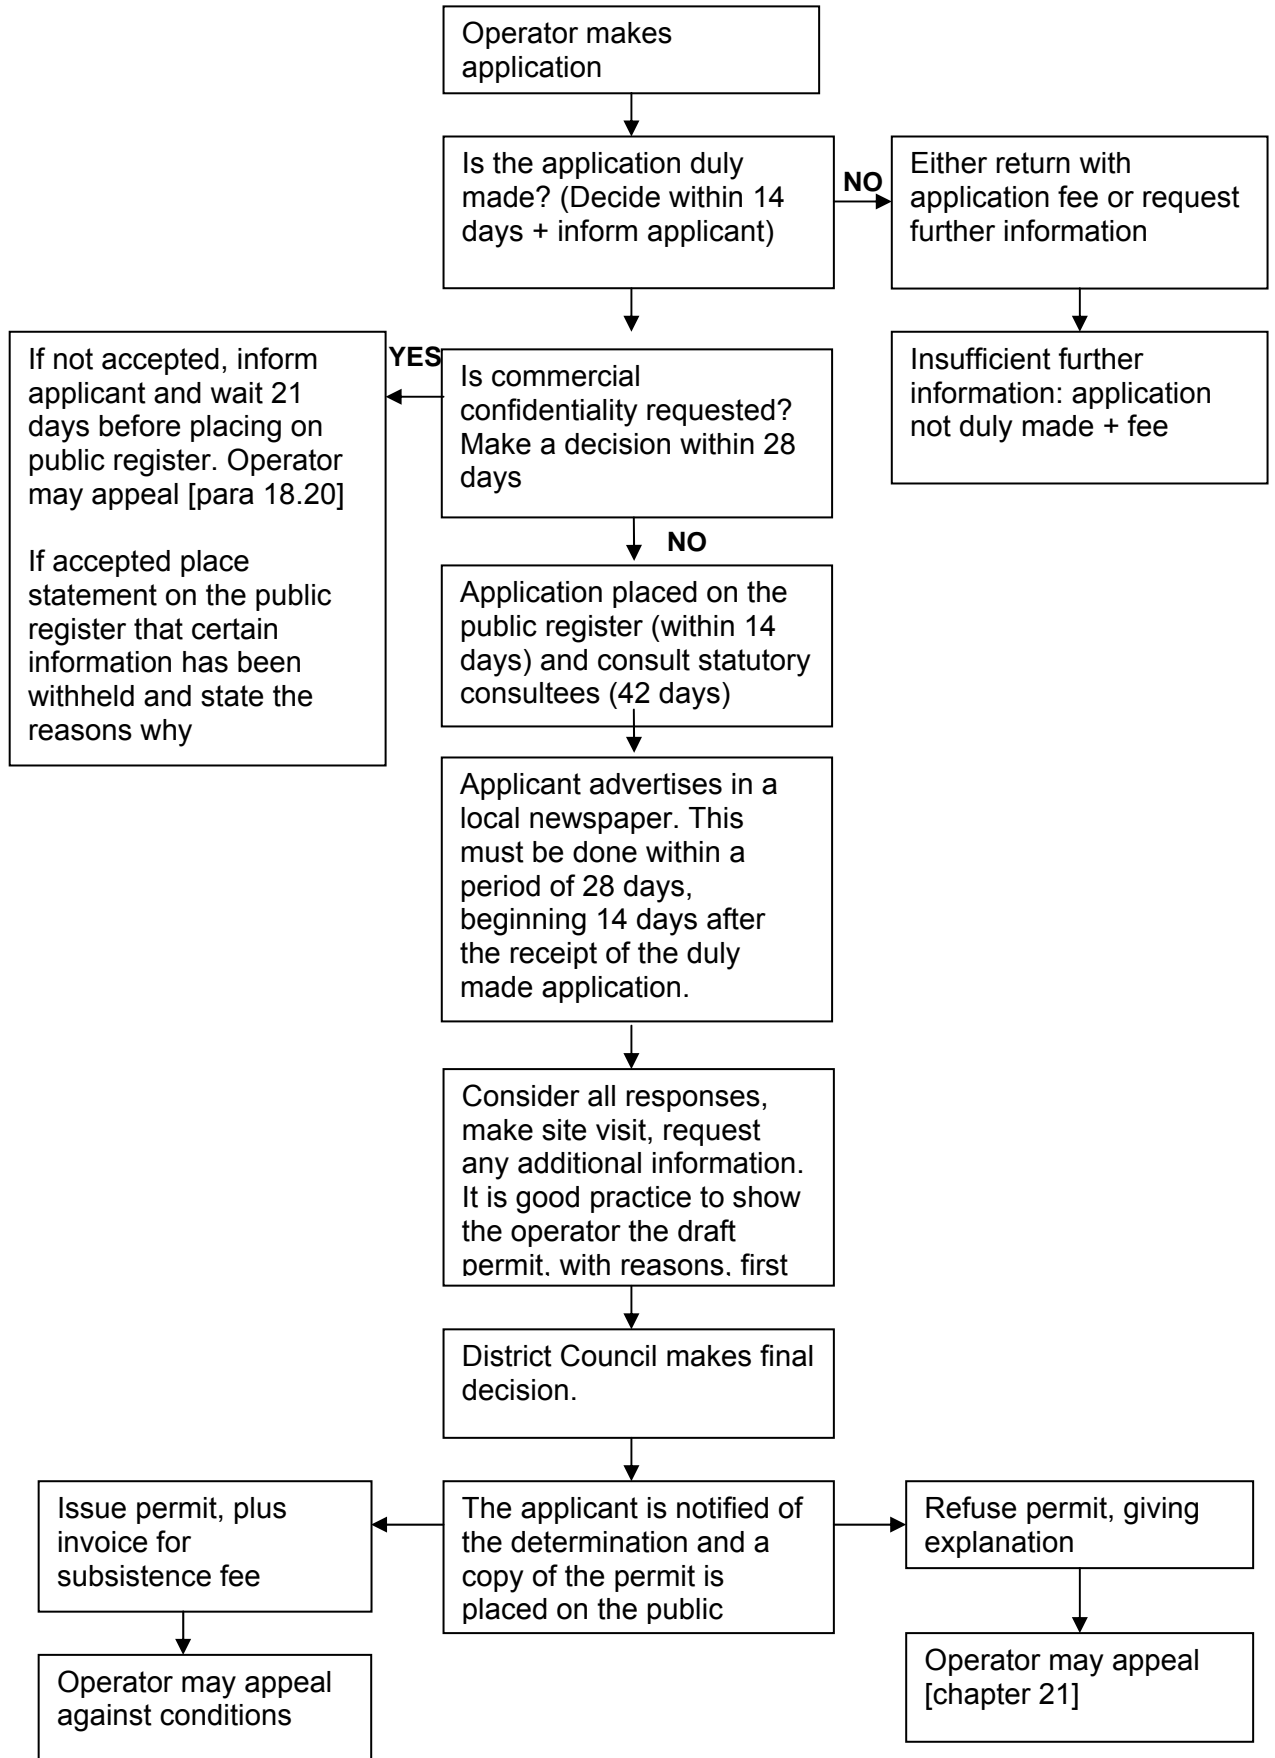 Operator makes
application
Is the application duly
made? (Decide within 14
days + inform applicant)
NO
Either return with
application fee or request
further information
Insufficient further
information: application
not duly made + fee
YES
If not accepted, inform
applicant and wait 21
days before placing on
public register. Operator
may appeal [para 18.20]
If accepted place
statement on the public
register that certain
information has been
withheld and state the
reasons why
Is commercial
confidentiality requested?
Make a decision within 28
days
NO
Application placed on the
public register (within 14
days) and consult statutory
consultees (42 days)
Applicant advertises in a
local newspaper. This
must be done within a
period of 28 days,
beginning 14 days after
the receipt of the duly
made application.
Consider all responses,
make site visit, request
any additional information.
It is good practice to show
the operator the draft
permit, with reasons, first
District Council makes final
decision.
Issue permit, plus
invoice for
subsistence fee
The applicant is notified of
the determination and a
copy of the permit is
placed on the public
Refuse permit, giving
explanation
Operator may appeal
against conditions
Operator may appeal
[chapter 21]